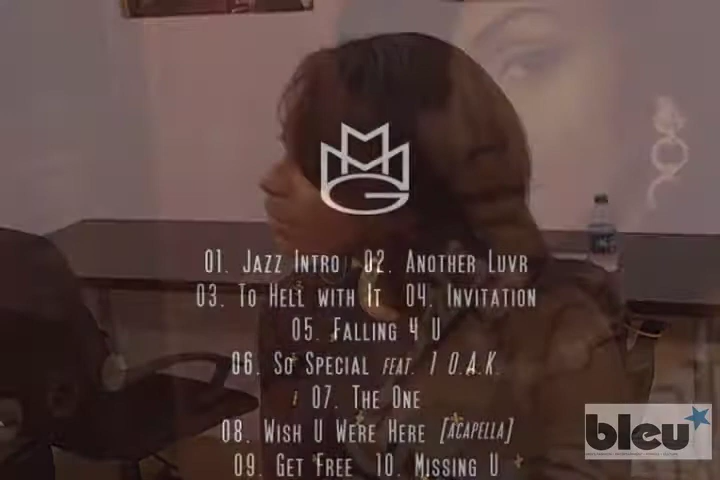 MMG
01. Jazz Intro 02. Another Luvr
03. To Hell with It 04. Invitation
05. Falling 4 U
06. So Special feat. 1 O.A.K.
07. The One
08. Wish U Were Here [acapella]
09. Get Free 10. Missing U
bleu